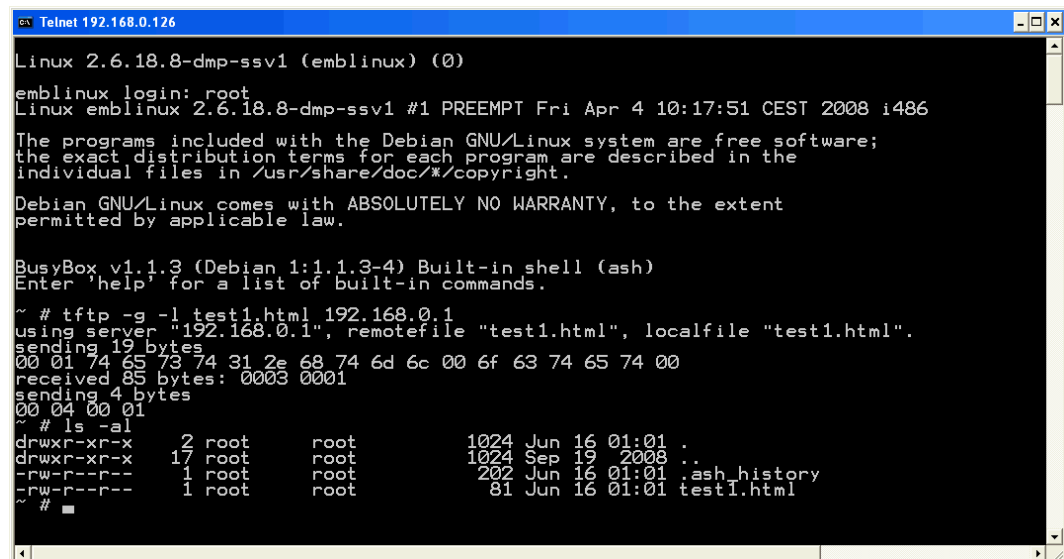 Telnet 192.168.0.126
Linux 2.6.18.8-dmp-ssv1 (emblinux) (0)
emblinux login: root
Linux emblinux 2.6.18.8-dmp-ssv1 #1 PREEMPT Fri Apr 4 10:17:51 CEST 2008 i486
The programs included with the Debian GNU/Linux system are free software;
the exact distribution terms for each program are described in the
individual files in /usr/share/doc/*/copyright.
Debian GNU/Linux comes with ABSOLUTELY NO WARRANTY, to the extent
permitted by applicable law.
BusyBox v1.1.3 (Debian 1:1.1.3-4) Built-in shell (ash)
Enter 'help' for a list of built-in commands.
~ # tftp -g -l test1.html 192.168.0.1
using server "192.168.0.1", remotefile "test1.html", localfile "test1.html".
sending 19 bytes
00 01 74 65 73 74 31 2e 68 74 6d 6c 00 6f 63 74 65 74 00
received 85 bytes: 0003 0001
sending 4 bytes
00 04 00 01
~ # ls -al
drwxr-xr-x    2 root     root         1024 Jun 16 01:01 .
drwxr-xr-x   17 root     root         1024 Sep 19  2008 ..
-rw-r--r--    1 root     root          202 Jun 16 01:01 .ash_history
-rw-r--r--    1 root     root           81 Jun 16 01:01 test1.html
~ #